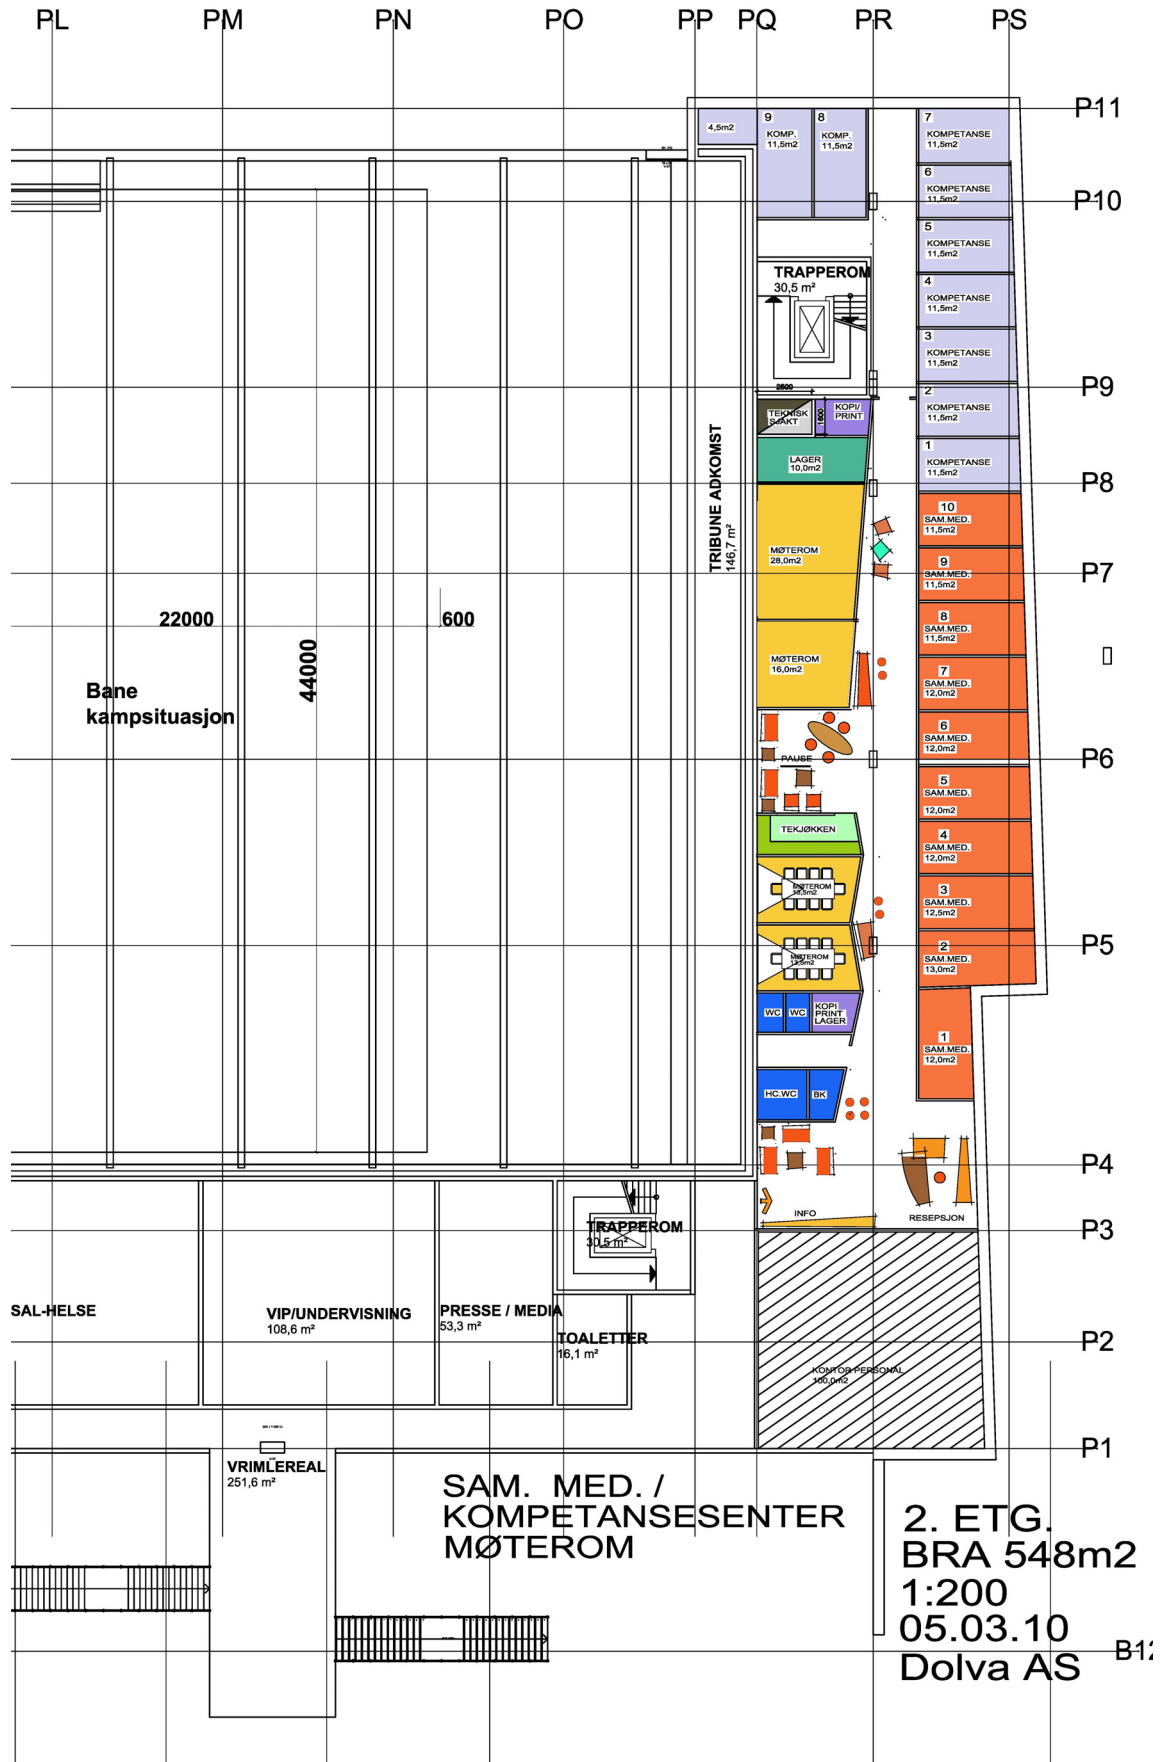 PL PM PN PO PP PQ PR PS
P11
4,5m2
9
KOMP.
11,5m2
8
KOMP.
11,5m2
7
KOMPETANSE
11,5m2
6
KOMPETANSE
11,5m2
P10
5
KOMPETANSE
11,5m2
TRAPPEROM
30,5 m²
4
KOMPETANSE
11,5m2
3
KOMPETANSE
11,5m2
P9
2500
2
KOMPETANSE
11,5m2
TEKNISK
SJAKT
1600
KOPI/
PRINT
1
KOMPETANSE
11,5m2
LAGER
10,0m2
P8
TRIBUNE ADKOMST
146,7 m²
10
SAM.MED.
11,5m2
MØTEROM
28,0m2
9
SAM.MED.
11,5m2
P7
22000
600
44000
8
SAM.MED.
11,5m2
MØTEROM
16,0m2
7
SAM.MED.
12,0m2
Bane
kampsituasjon
6
SAM.MED.
12,0m2
PAUSE
P6
5
SAM.MED.
12,0m2
TEKJØKKEN
4
SAM.MED.
12,0m2
MØTEROM
13,5m2
3
SAM.MED.
12,5m2
P5
2
SAM.MED.
13,0m2
MØTEROM
13,5m2
WC
WC
KOPI
PRINT
LAGER
1
SAM.MED.
12,0m2
HC.WC
BK
P4
INFO
RESEPSJON
P3
TRAPPEROM
30,5 m²
SAL-HELSE
VIP/UNDERVISNING
108,6 m²
PRESSE / MEDIA
53,3 m²
TOALETTER
16,1 m²
P2
KONTOR PERSONAL
100,0m2
P1
VRIMLEREAL
251,6 m²
SAM. MED. /
KOMPETANSESENTER
MØTEROM
2. ETG.
BRA 548m2
1:200
05.03.10
Dolva AS
B12